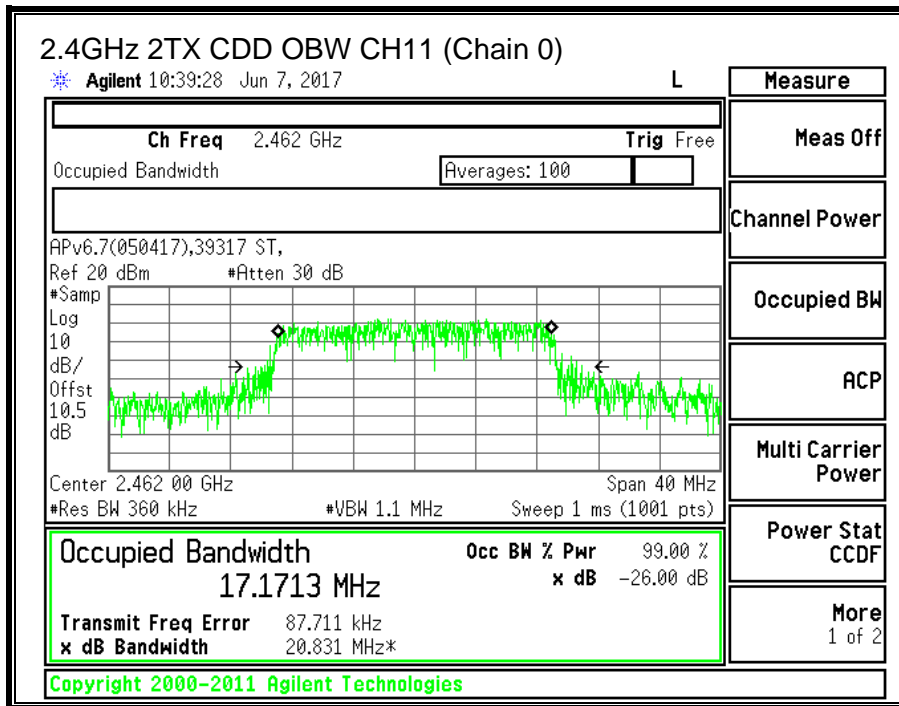 2.4GHz 2TX CDD OBW CH11 (Chain 0)
Agilent 10:39:28 Jun 7, 2017 L
Measure
Ch Freq 2.462 GHz Trig Free
Occupied Bandwidth Averages: 100
Meas Off
Channel Power
APv6.7(050417),39317 ST,
Ref 20 dBm #Atten 30 dB
#Samp
Log
10
dB/
Offst
10.5
dB
Occupied BW
ACP
Center 2.462 00 GHz Span 40 MHz
#Res BW 360 kHz #VBW 1.1 MHz Sweep 1 ms (1001 pts)
Multi Carrier
Power
Occupied Bandwidth Occ BW % Pwr 99.00 %
17.1713 MHz x dB -26.00 dB
Transmit Freq Error 87.711 kHz
x dB Bandwidth 20.831 MHz*
Power Stat
CCDF
More
1 of 2
Copyright 2000-2011 Agilent Technologies